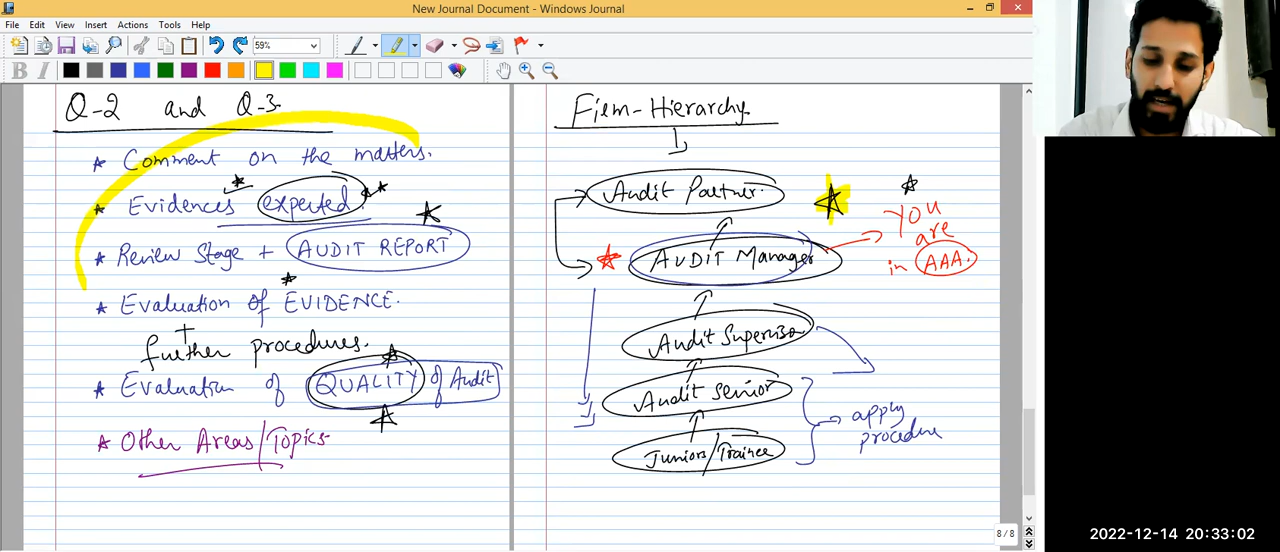 New Journal Document - Windows Journal
File Edit View Insert Actions Tools Help
59%
B I
Q-2 and Q-3
Comment on the matters.
Evidences expected
Review Stage + AUDIT REPORT
Evaluation of EVIDENCE.
+
further procedures.
Evaluation of QUALITY of Audit
Other Areas/Topics
Firm-Hierarchy
Audit Partner.
AUDIT Manager
YOU
are
in AAA.
Audit Supervisor
Audit Senior
Juniors/Trainee
apply
procedure
8 / 8
2022-12-14 20:33:02